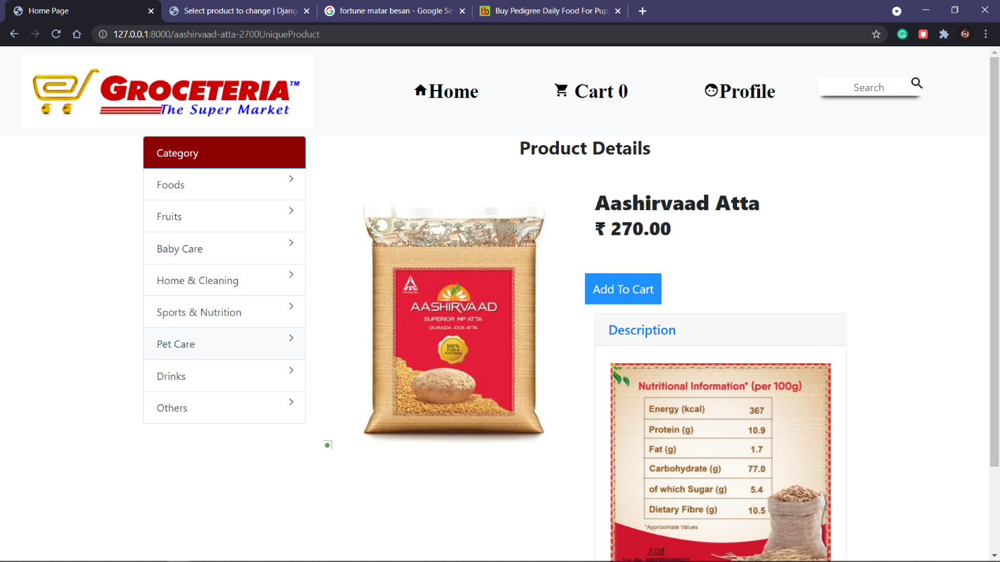 Home Page
Select product to change | Djang
fortune matar besan - Google Se
Buy Pedigree Daily Food For Pup
127.0.0.1:8000/aashirvaad-atta-2700UniqueProduct
GROCETERIA™
The Super Market
Home
Cart 0
Profile
Search
Category
Foods
Fruits
Baby Care
Home & Cleaning
Sports & Nutrition
Pet Care
Drinks
Others
Product Details
AASHIRVAAD
SUPERIOR MP ATTA
0% MAIDA 100% ATTA
100%
PURE &
NATURAL
Aashirvaad Atta
₹ 270.00
Add To Cart
Description
Nutritional Information* (per 100g)
Energy (kcal) 367
Protein (g) 10.9
Fat (g) 1.7
Carbohydrate (g) 77.0
of which Sugar (g) 5.4
Dietary Fibre (g) 10.5
*Approximate Values
fssai